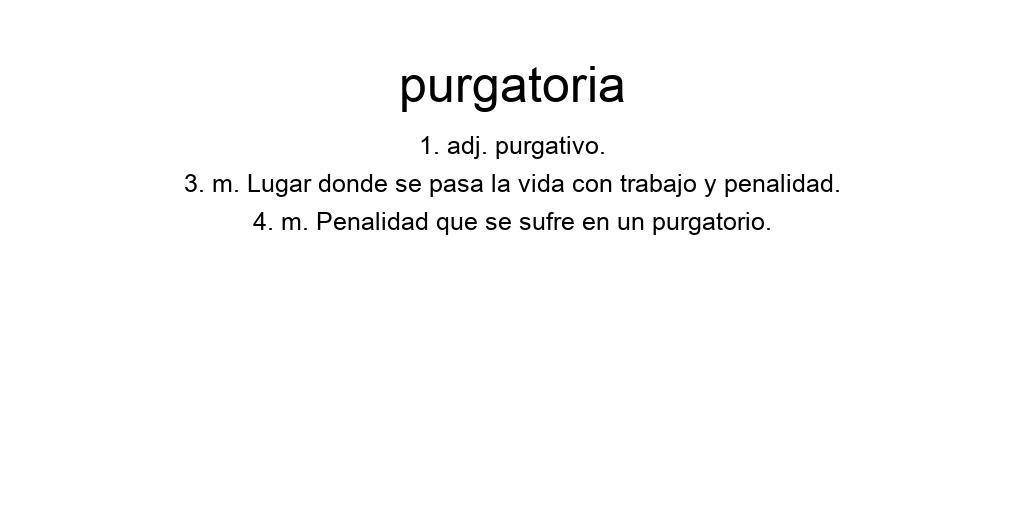 purgatoria
1. adj. purgativo.
3. m. Lugar donde se pasa la vida con trabajo y penalidad.
4. m. Penalidad que se sufre en un purgatorio.